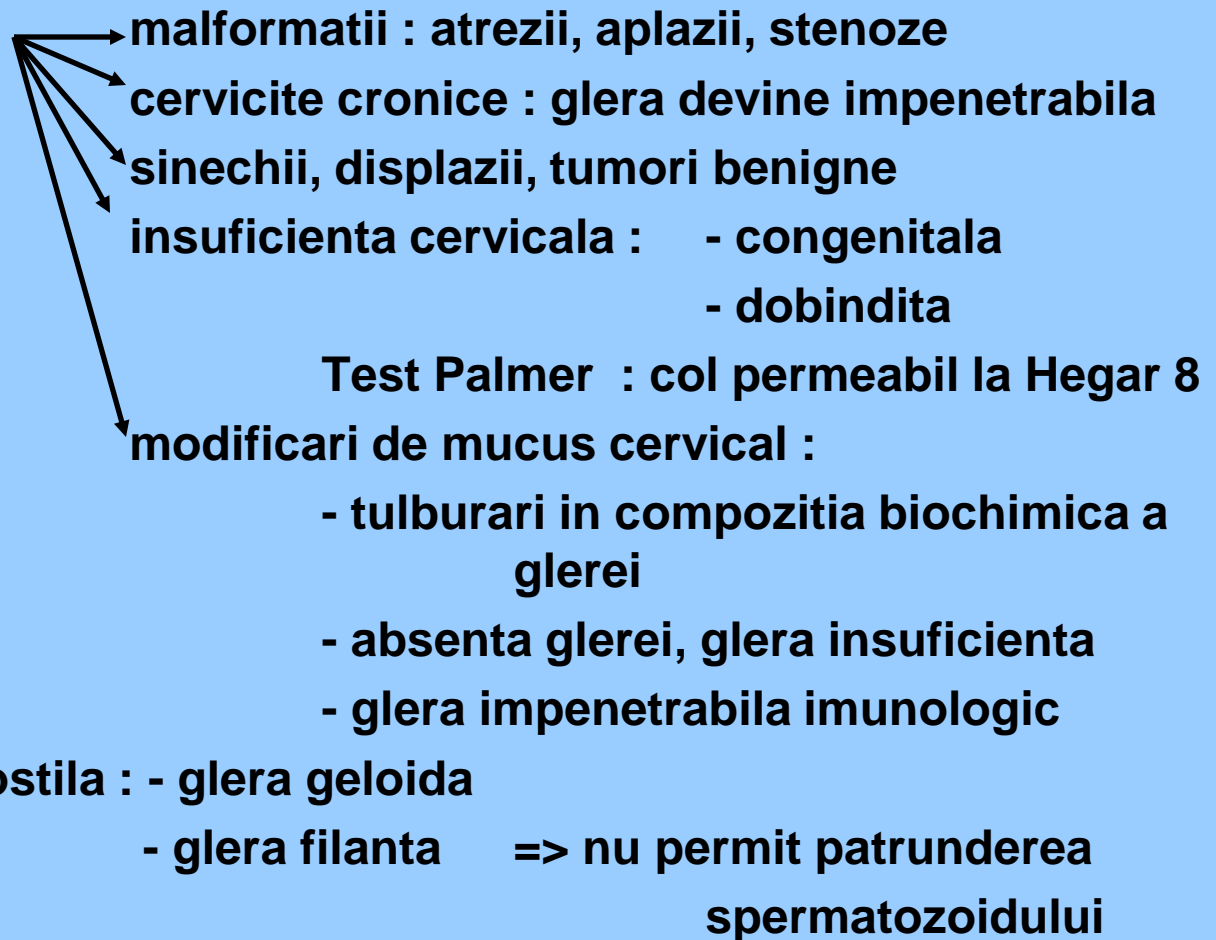 malformatii : atrezii, aplazii, stenoze
cervicite cronice : glera devine impenetrabila
sinechii, displazii, tumori benigne
insuficienta cervicala : - congenitala
- dobindita
Test Palmer : col permeabil la Hegar 8
modificari de mucus cervical :
- tulburari in compozitia biochimica a
glerei
- absenta glerei, glera insuficienta
- glera impenetrabila imunologic
ostila : - glera geloida
- glera filanta => nu permit patrunderea
spermatozoidului